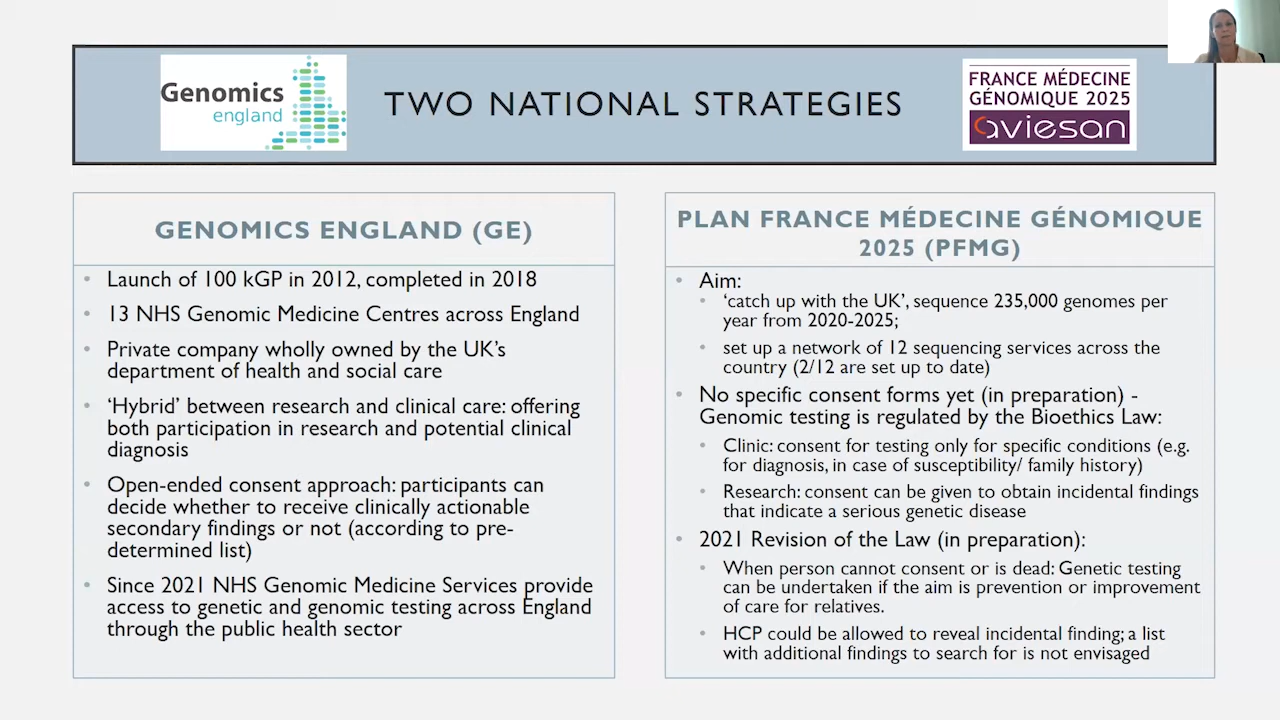 Genomics
england
TWO NATIONAL STRATEGIES
FRANCE MÉDECINE
GÉNOMIQUE 2025
aviesan
GENOMICS ENGLAND (GE)
• Launch of 100 kGP in 2012, completed in 2018
• 13 NHS Genomic Medicine Centres across England
• Private company wholly owned by the UK's
department of health and social care
• 'Hybrid' between research and clinical care: offering
both participation in research and potential clinical
diagnosis
• Open-ended consent approach: participants can
decide whether to receive clinically actionable
secondary findings or not (according to pre-
determined list)
• Since 2021 NHS Genomic Medicine Services provide
access to genetic and genomic testing across England
through the public health sector
PLAN FRANCE MÉDECINE GÉNOMIQUE
2025 (PFMG)
• Aim:
• 'catch up with the UK', sequence 235,000 genomes per
year from 2020-2025;
• set up a network of 12 sequencing services across the
country (2/12 are set up to date)
• No specific consent forms yet (in preparation) -
Genomic testing is regulated by the Bioethics Law:
• Clinic: consent for testing only for specific conditions (e.g.
for diagnosis, in case of susceptibility/ family history)
• Research: consent can be given to obtain incidental findings
that indicate a serious genetic disease
• 2021 Revision of the Law (in preparation):
• When person cannot consent or is dead: Genetic testing
can be undertaken if the aim is prevention or improvement
of care for relatives.
• HCP could be allowed to reveal incidental finding; a list
with additional findings to search for is not envisaged